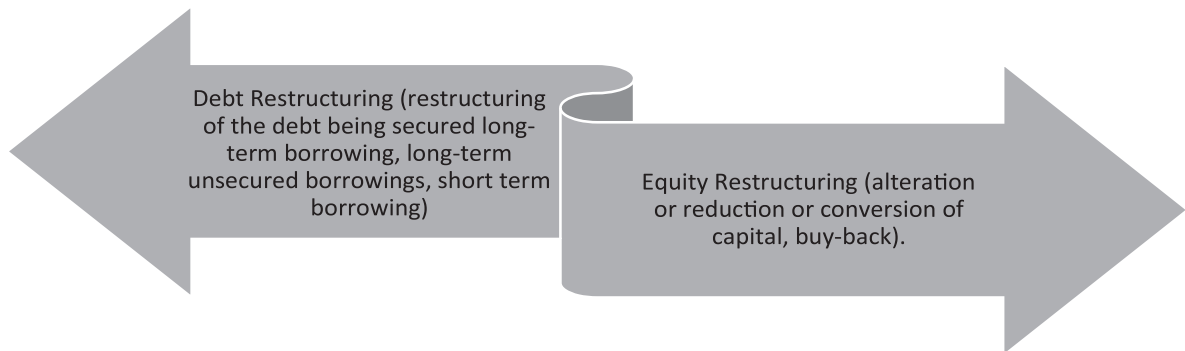 Debt Restructuring (restructuring
of the debt being secured long-
term borrowing, long-term
unsecured borrowings, short term
borrowing)
Equity Restructuring (alteration
or reduction or conversion of
capital, buy-back).